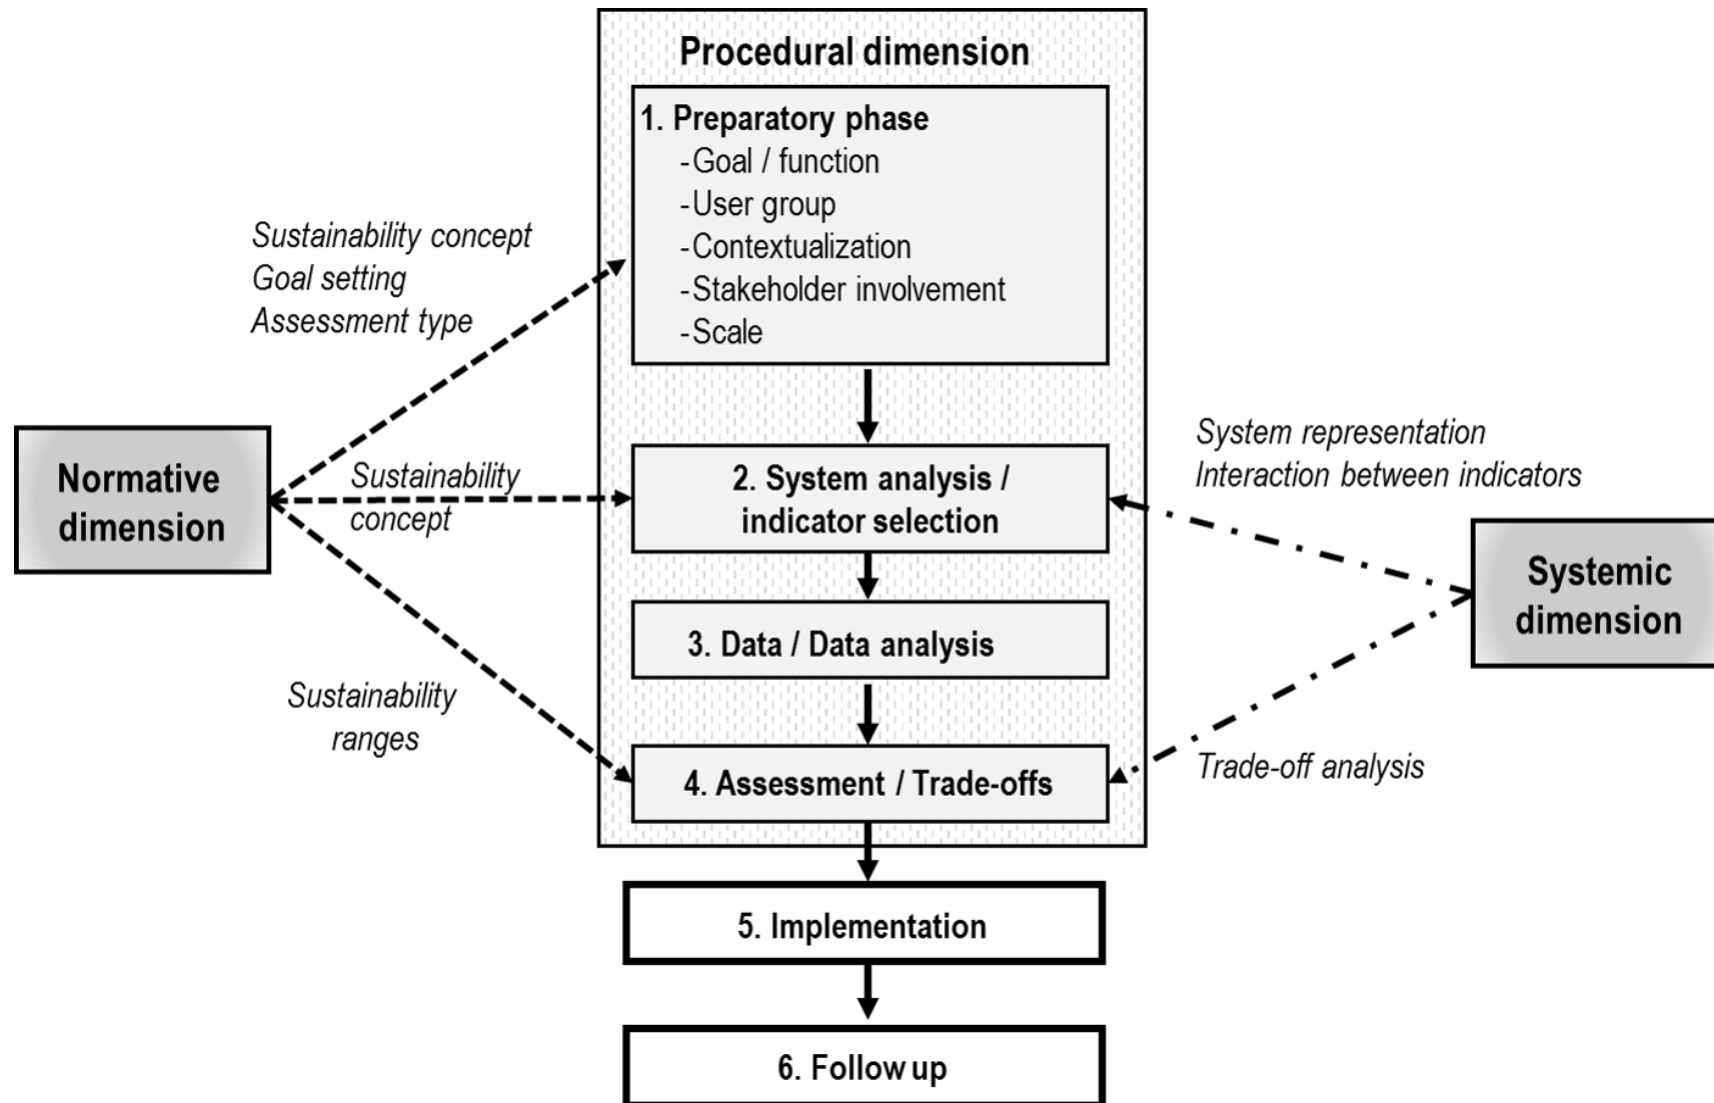 Procedural dimension
1. Preparatory phase
-Goal / function
-User group
-Contextualization
-Stakeholder involvement
-Scale
Sustainability concept
Goal setting
Assessment type
Normative
dimension
Sustainability
concept
2. System analysis /
indicator selection
System representation
Interaction between indicators
Systemic
dimension
3. Data / Data analysis
Sustainability
ranges
4. Assessment / Trade-offs
Trade-off analysis
5. Implementation
6. Follow up